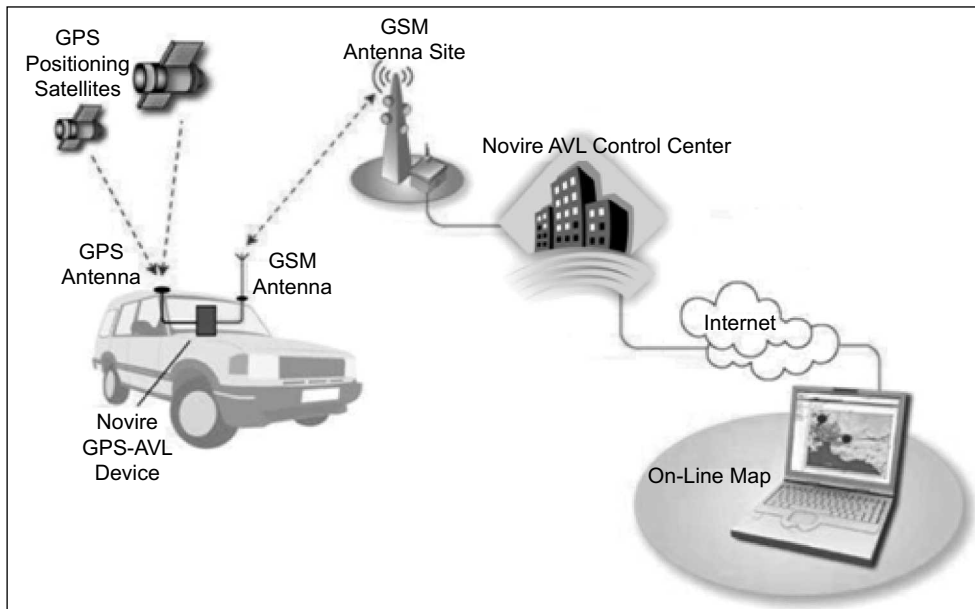 GPS
Positioning
Satellites
GSM
Antenna Site
Novire AVL Control Center
GPS
Antenna
GSM
Antenna
Internet
Novire
GPS-AVL
Device
On-Line Map